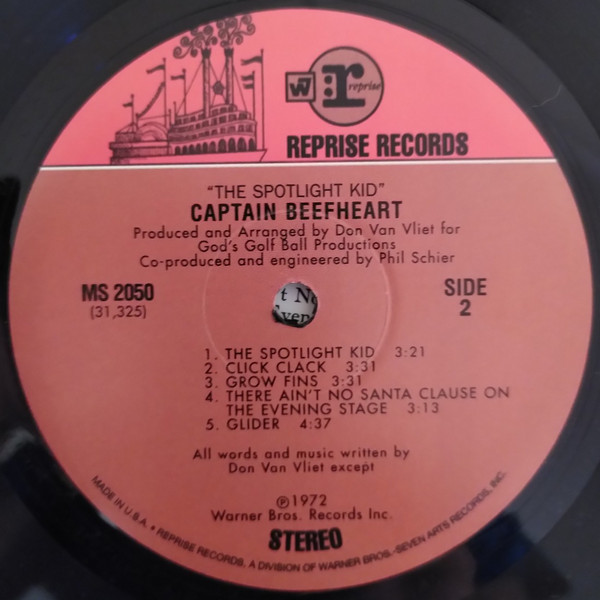 W
r
reprise
REPRISE RECORDS
"THE SPOTLIGHT KID"
CAPTAIN BEEFHEART
Produced and Arranged by Don Van Vliet for
God's Golf Ball Productions
Co-produced and engineered by Phil Schier
MS 2050
(31,325)
SIDE
2
1. THE SPOTLIGHT KID 3:21
2. CLICK CLACK 3:31
3. GROW FINS 3:31
4. THERE AIN'T NO SANTA CLAUSE ON
THE EVENING STAGE 3:13
5. GLIDER 4:37
All words and music written by
Don Van Vliet except
℗1972
Warner Bros. Records Inc.
STEREO
MADE IN U.S.A. • REPRISE RECORDS, A DIVISION OF WARNER BROS.-SEVEN ARTS RECORDS, INC.